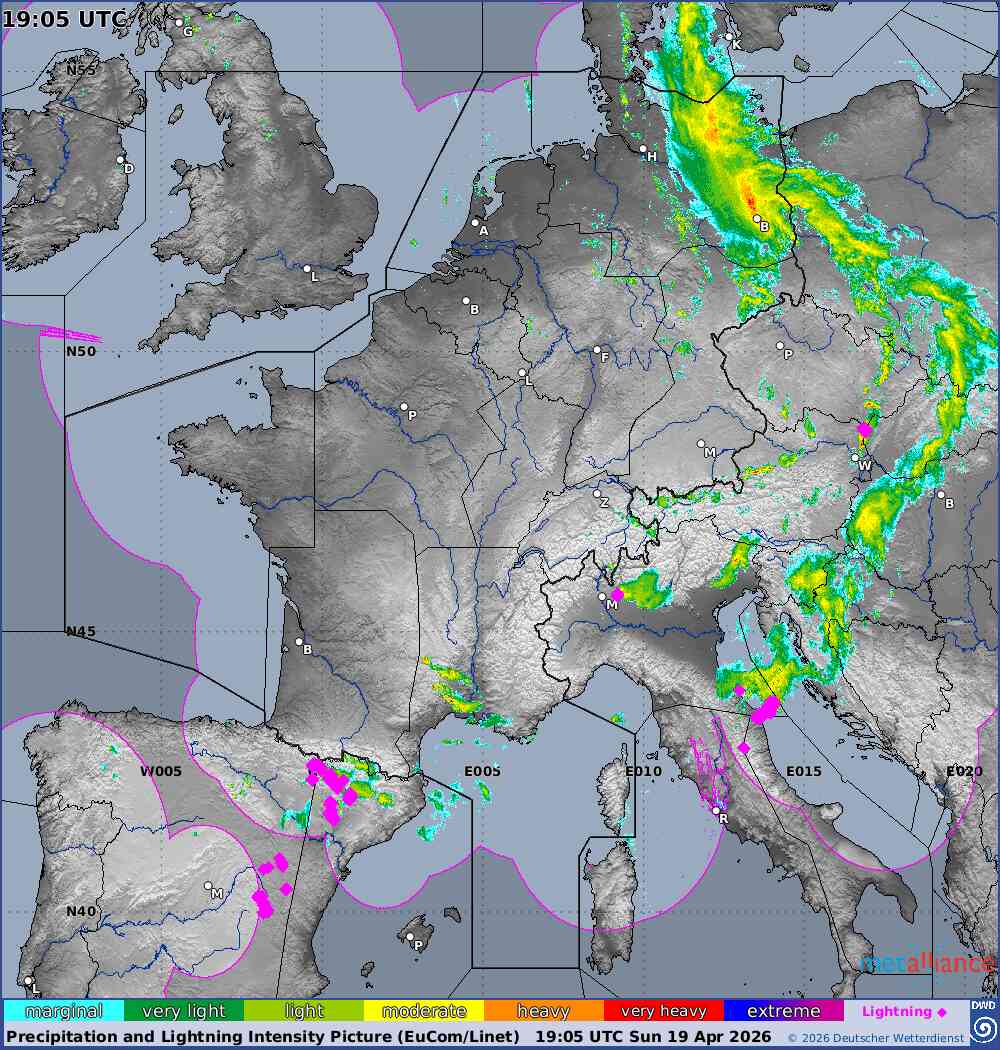 19:05 UTC
G
K
N55
H
D
A
B
L
B
N50
F
P
L
P
M
W
Z
B
M
N45
B
W005
E005
E010
E015
E020
R
M
N40
P
L
metalliance
marginal very light light moderate heavy very heavy extreme Lightning
DWD
Precipitation and Lightning Intensity Picture (EuCom/Linet) 19:05 UTC Sun 19 Apr 2026 © 2026 Deutscher Wetterdienst